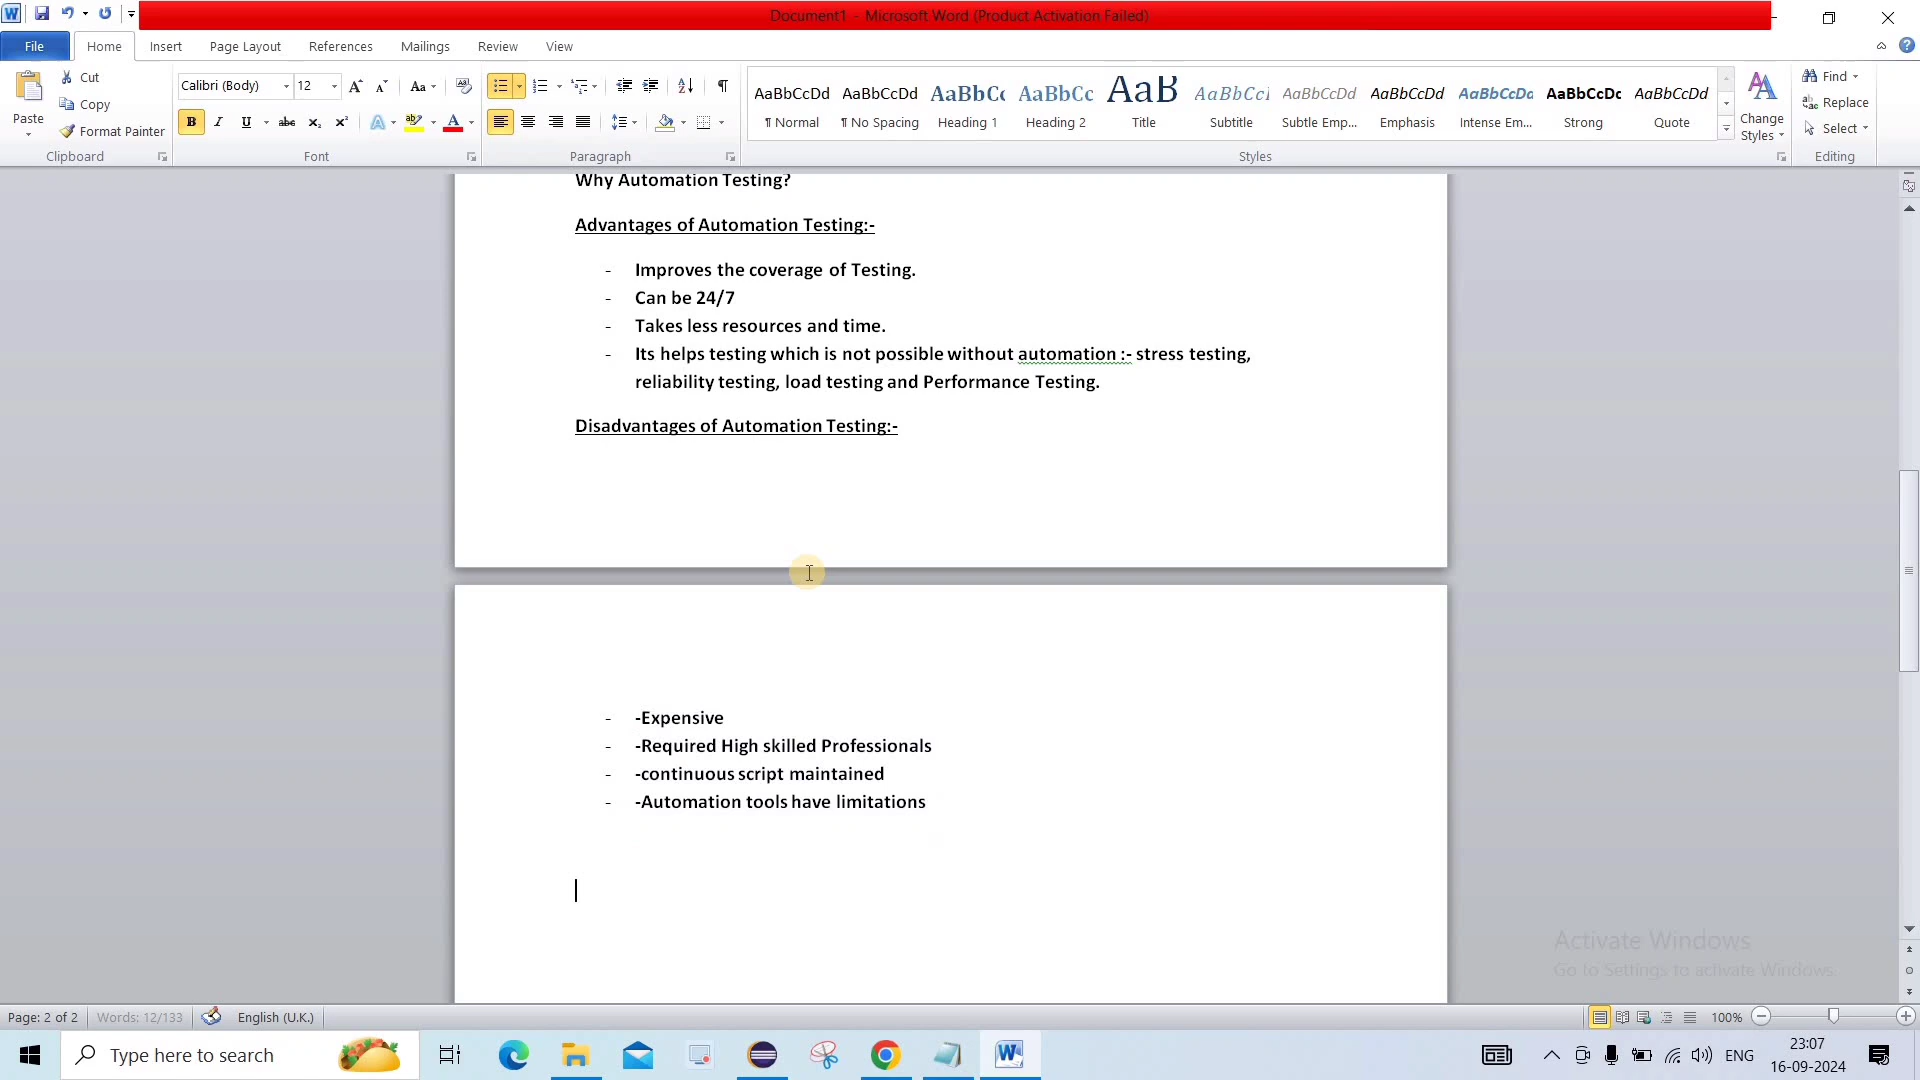 Document1 - Microsoft Word (Product Activation Failed)
File Home Insert Page Layout References Mailings Review View
Cut
Copy
Format Painter
Paste
Clipboard
Calibri (Body) 12
Font
Paragraph
AaBbCcDd AaBbCcDd AaBbCc AaBbCc AaB AaBbCcI AaBbCcDd AaBbCcDd AaBbCcDd AaBbCcDc AaBbCcDd
¶ Normal ¶ No Spacing Heading 1 Heading 2 Title Subtitle Subtle Emp... Emphasis Intense Em... Strong Quote
Styles
Change
Styles
Find
Replace
Select
Editing
Why Automation Testing?
Advantages of Automation Testing:-
- Improves the coverage of Testing.
- Can be 24/7
- Takes less resources and time.
- Its helps testing which is not possible without automation :- stress testing,
reliability testing, load testing and Performance Testing.
Disadvantages of Automation Testing:-
- -Expensive
- -Required High skilled Professionals
- -continuous script maintained
- -Automation tools have limitations
Activate Windows
Go to Settings to activate Windows.
Page: 2 of 2 Words: 12/133 English (U.K.) 100%
Type here to search
ENG
23:07
16-09-2024